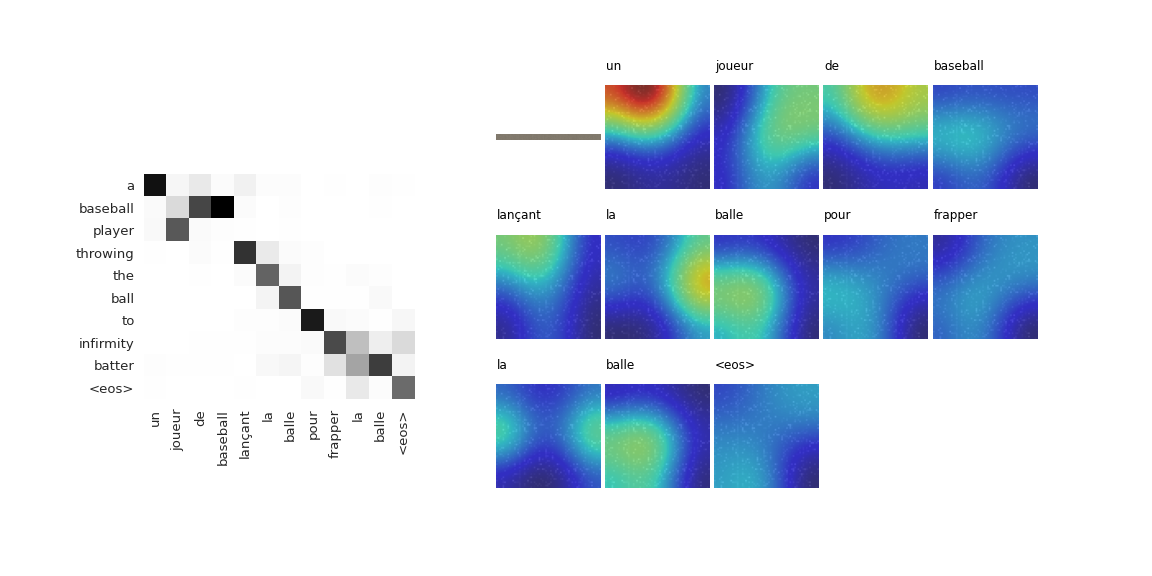 a
baseball
player
throwing
the
ball
to
infirmity
batter
<eos>
un
joueur
de
baseball
lançant
la
balle
pour
frapper
la
balle
<eos>
un joueur de baseball
lançant la balle pour frapper
la balle <eos>